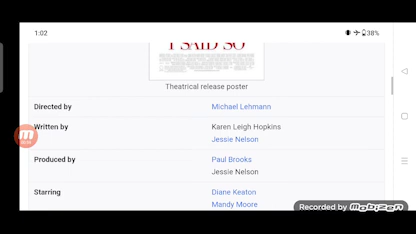 1:02
38%
I SAID SO
Theatrical release poster
Directed by Michael Lehmann
Written by Karen Leigh Hopkins
Jessie Nelson
Produced by Paul Brooks
Jessie Nelson
Starring Diane Keaton
Mandy Moore
Recorded by Mobizen